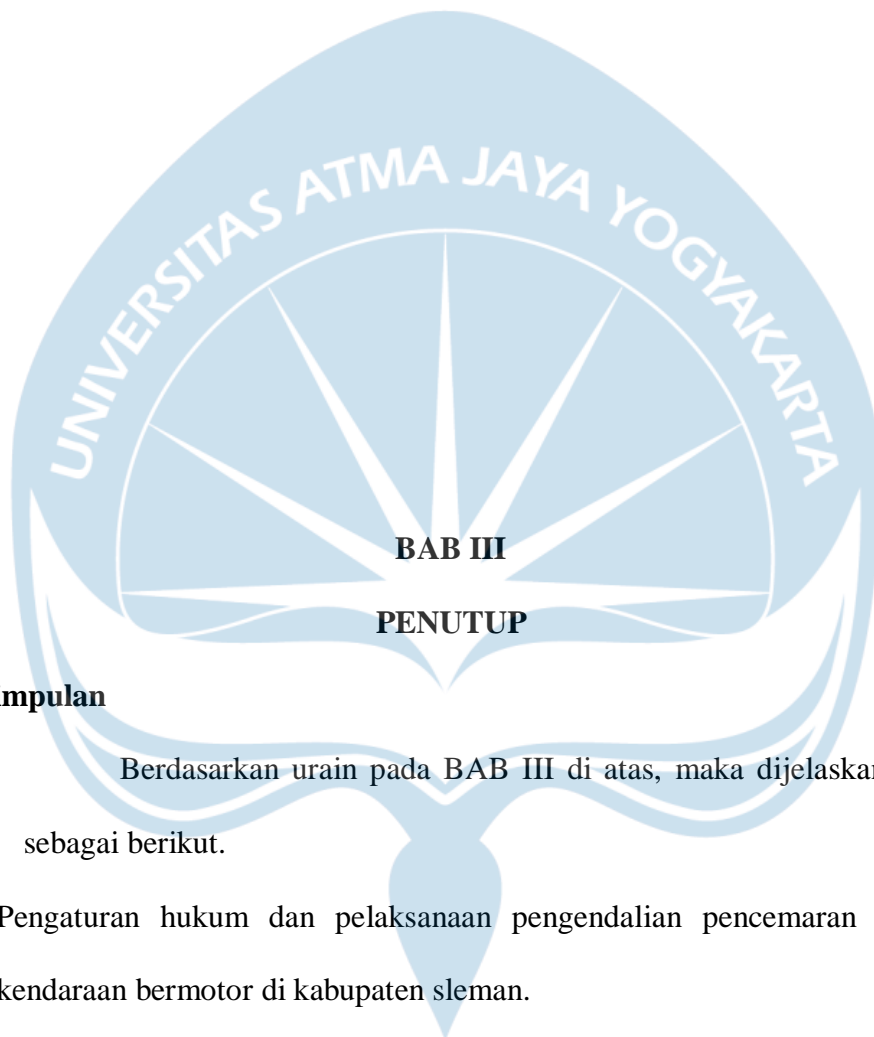 UNIVERSITAS ATMA JAYA YOGYAKARTA
BAB III
PENUTUP
impulan
Berdasarkan urain pada BAB III di atas, maka dijelaskan
sebagai berikut.
Pengaturan hukum dan pelaksanaan pengendalian pencemaran
kendaraan bermotor di kabupaten sleman.